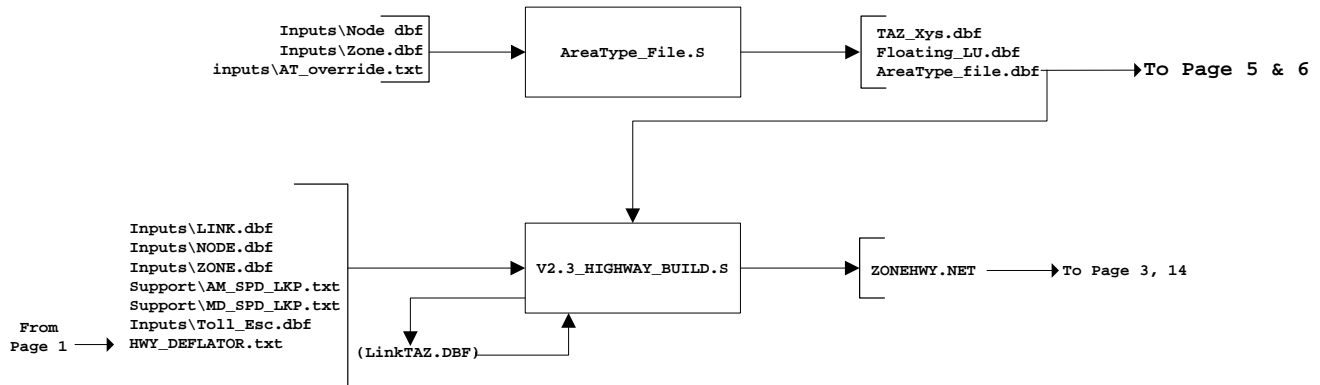 Inputs\Node dbf
Inputs\Zone.dbf
inputs\AT_override.txt
AreaType_File.S
TAZ_Xys.dbf
Floating_LU.dbf
AreaType_file.dbf
To Page 5 & 6
Inputs\LINK.dbf
Inputs\NODE.dbf
Inputs\ZONE.dbf
Support\AM_SPD_LKP.txt
Support\MD_SPD_LKP.txt
Inputs\Toll_Esc.dbf
HWY_DEFLATOR.txt
From
Page 1
V2.3_HIGHWAY_BUILD.S
(LinkTAZ.DBF)
ZONEHWY.NET
To Page 3, 14